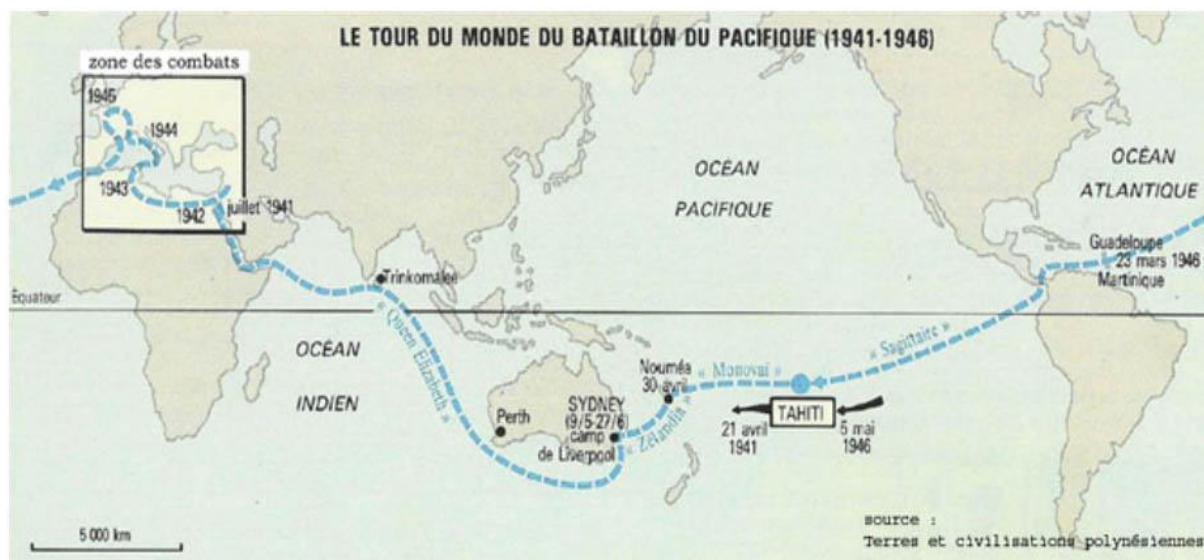 LE TOUR DU MONDE DU BATAILLON DU PACIFIQUE (1941-1946)
zone des combats
1945
1944
1943
1942
juillet 1941
OCÉAN
PACIFIQUE
OCÉAN
ATLANTIQUE
Guadeloupe
23 mars 1946
Martinique
Trinkomalee
Équateur
« Queen Elizabeth »
OCÉAN
INDIEN
Nouméa
30 avril
« Monovai »
« Sagittaire »
« Zélandia »
SYDNEY
(9/5-27/6)
camp
de Liverpool
Perth
TAHITI
21 avril
1941
5 mai
1946
5 000 km
source :
Terres et civilisations polynésiennes